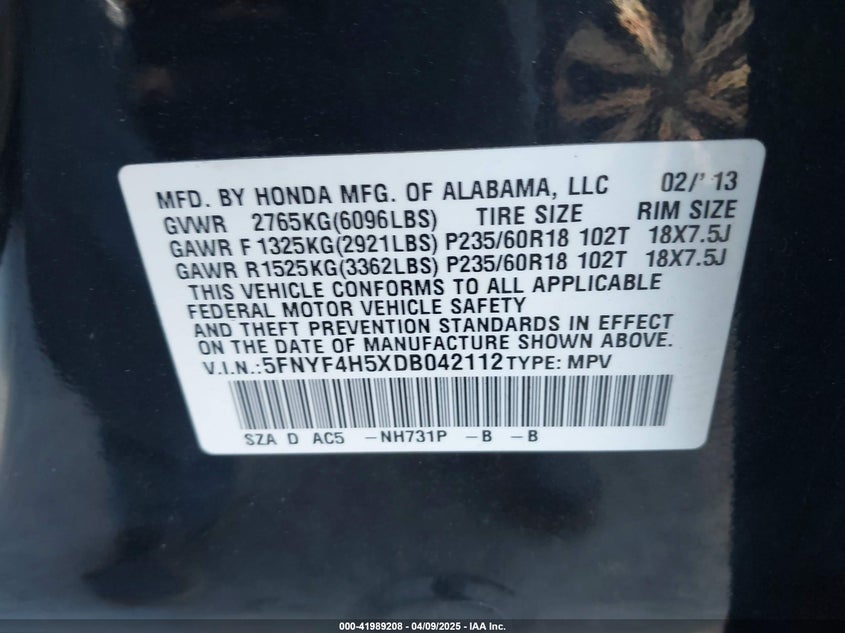 MFD. BY HONDA MFG. OF ALABAMA, LLC 02/'13
GVWR 2765KG(6096LBS) TIRE SIZE RIM SIZE
GAWR F 1325KG(2921LBS) P235/60R18 102T 18X7.5J
GAWR R1525KG(3362LBS) P235/60R18 102T 18X7.5J
THIS VEHICLE CONFORMS TO ALL APPLICABLE
FEDERAL MOTOR VEHICLE SAFETY
AND THEFT PREVENTION STANDARDS IN EFFECT
ON THE DATE OF MANUFACTURE SHOWN ABOVE.
V.I.N.:5FNYF4H5XDB042112 TYPE: MPV
SZA D AC5 -NH731P -B -B
000-41989208 - 04/09/2025 - IAA Inc.